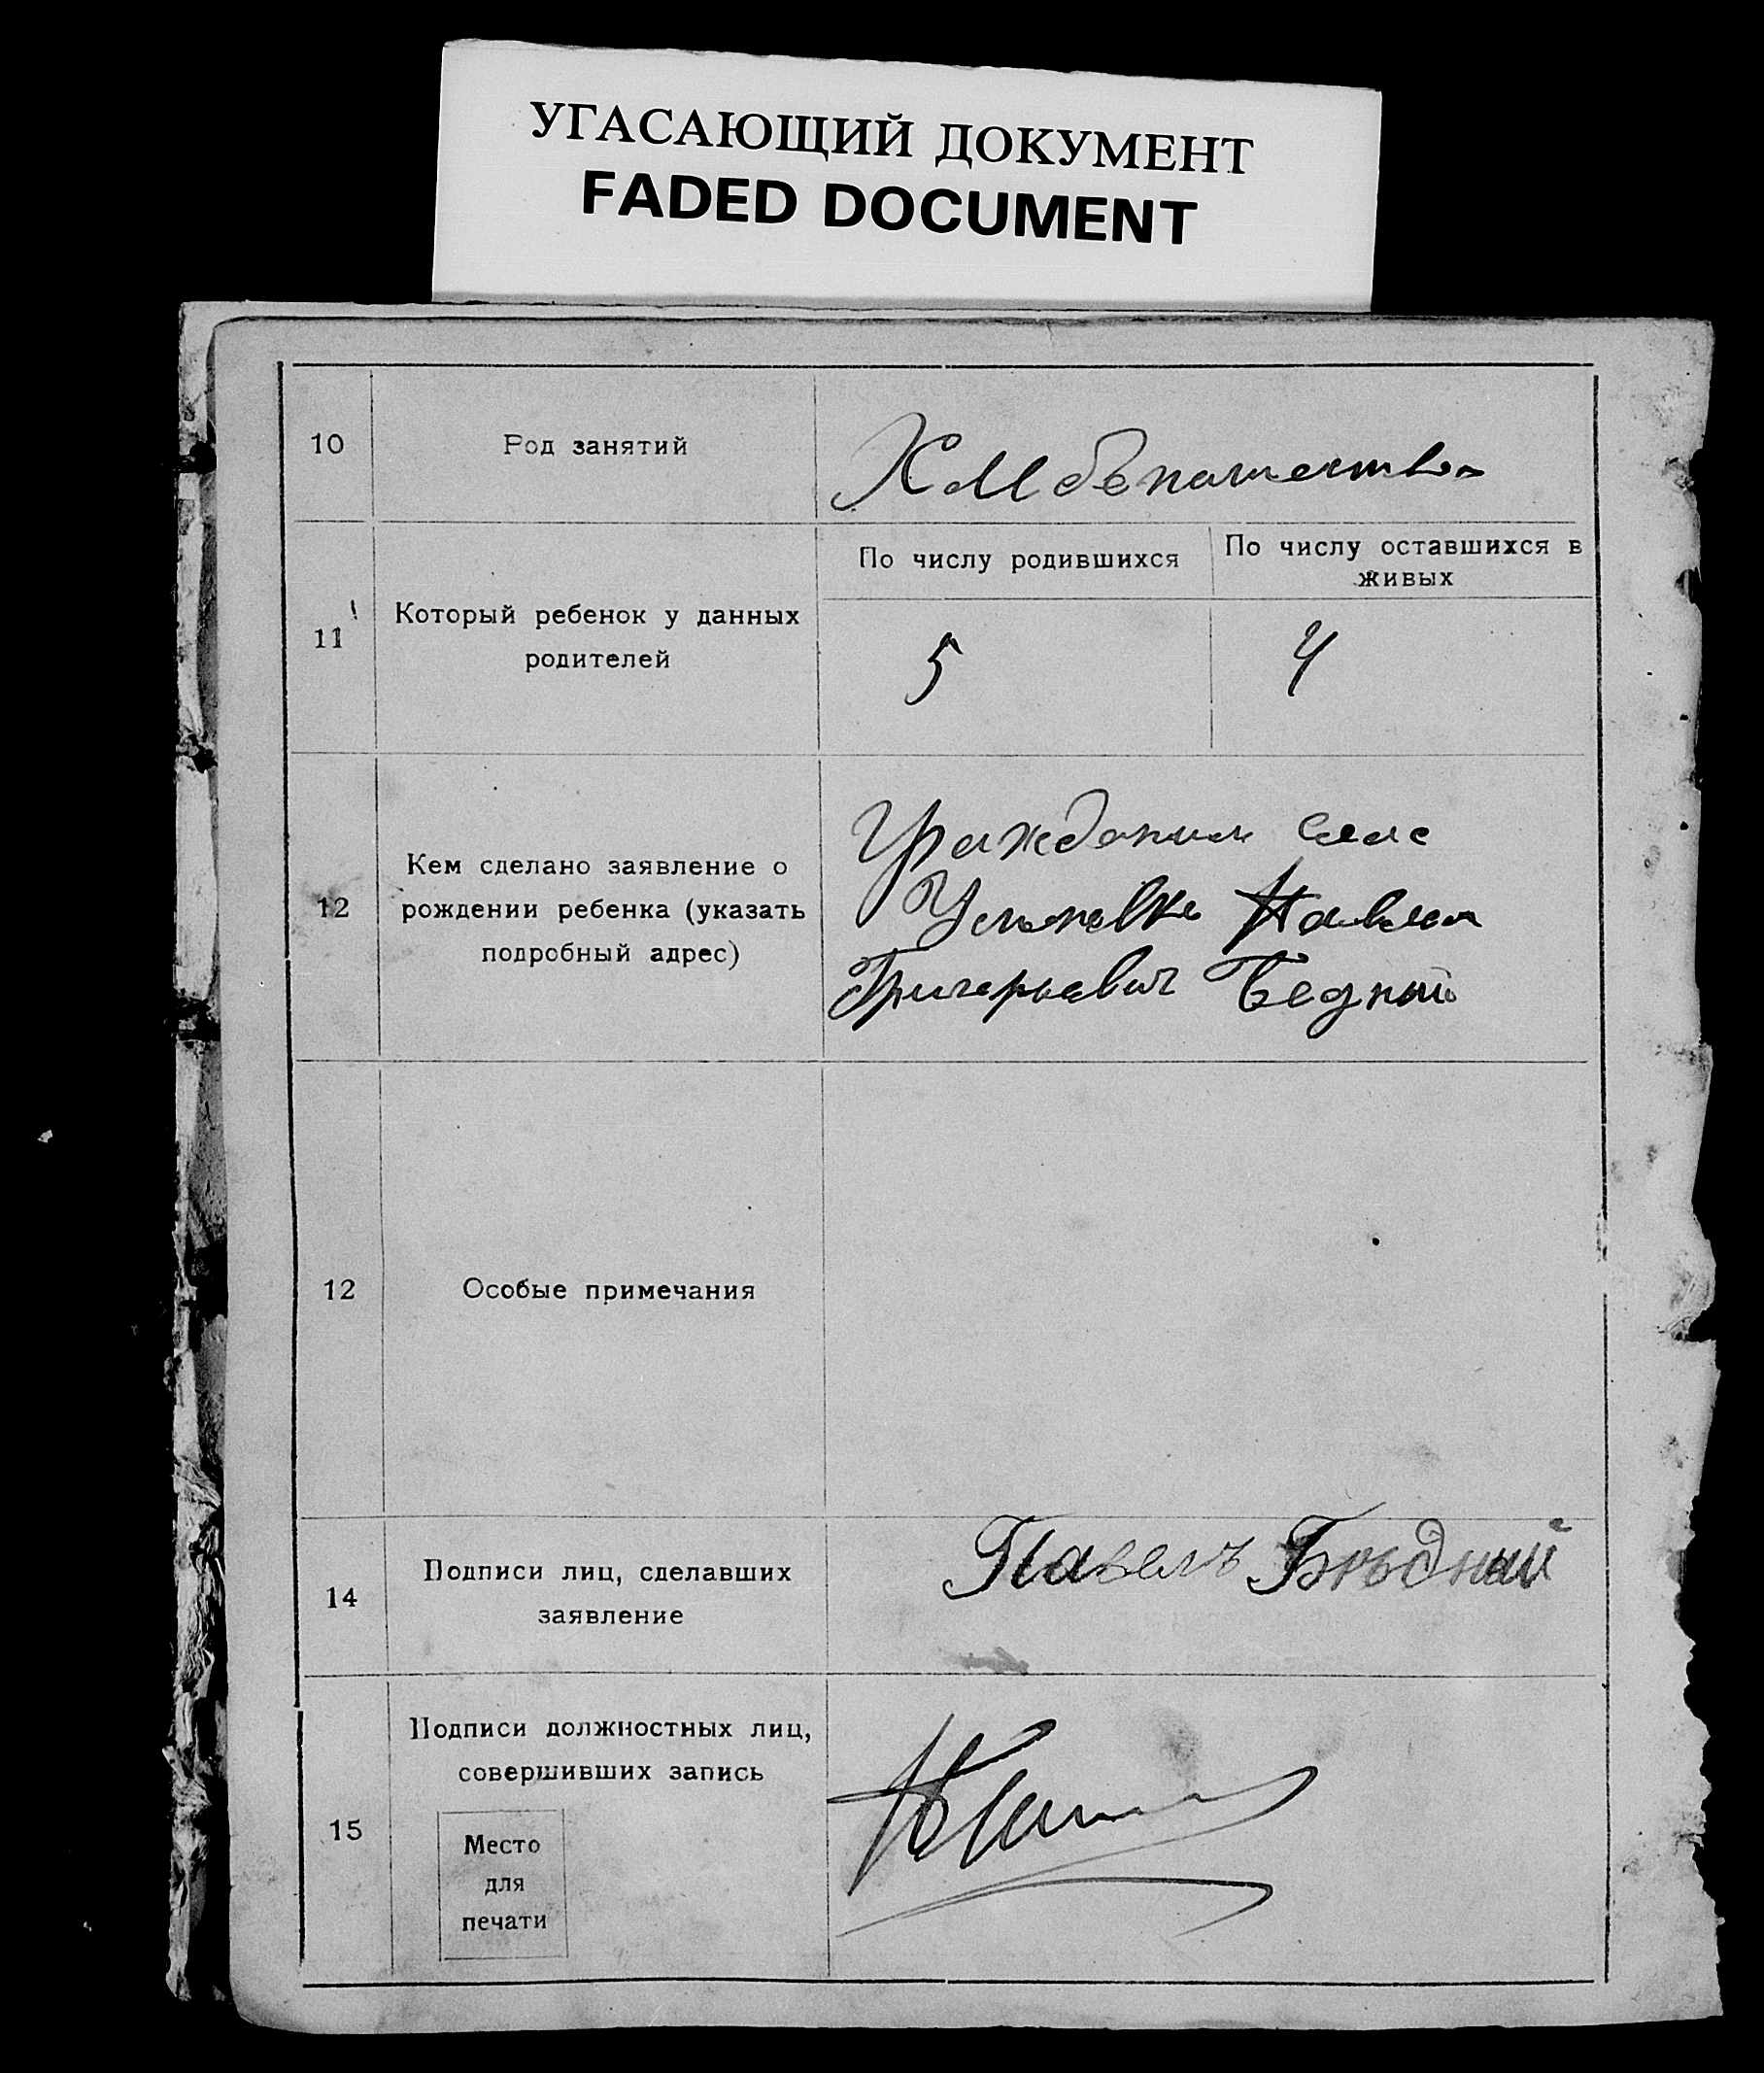 УГАСАЮЩИЙ ДОКУМЕНТ
FADED DOCUMENT
10
Род занятий
Хлебопашество
11
Который ребенок у данных
родителей
По числу родившихся
5
По числу оставшихся в
живых
4
12
Кем сделано заявление о
рождении ребенка (указать
подробный адрес)
Гражданин села
Павел
Григорьевич Бедный
12
Особые примечания
14
Подписи лиц, сделавших
заявление
Павелъ Бѣдный
15
Подписи должностных лиц,
совершивших запись
Место
для
печати